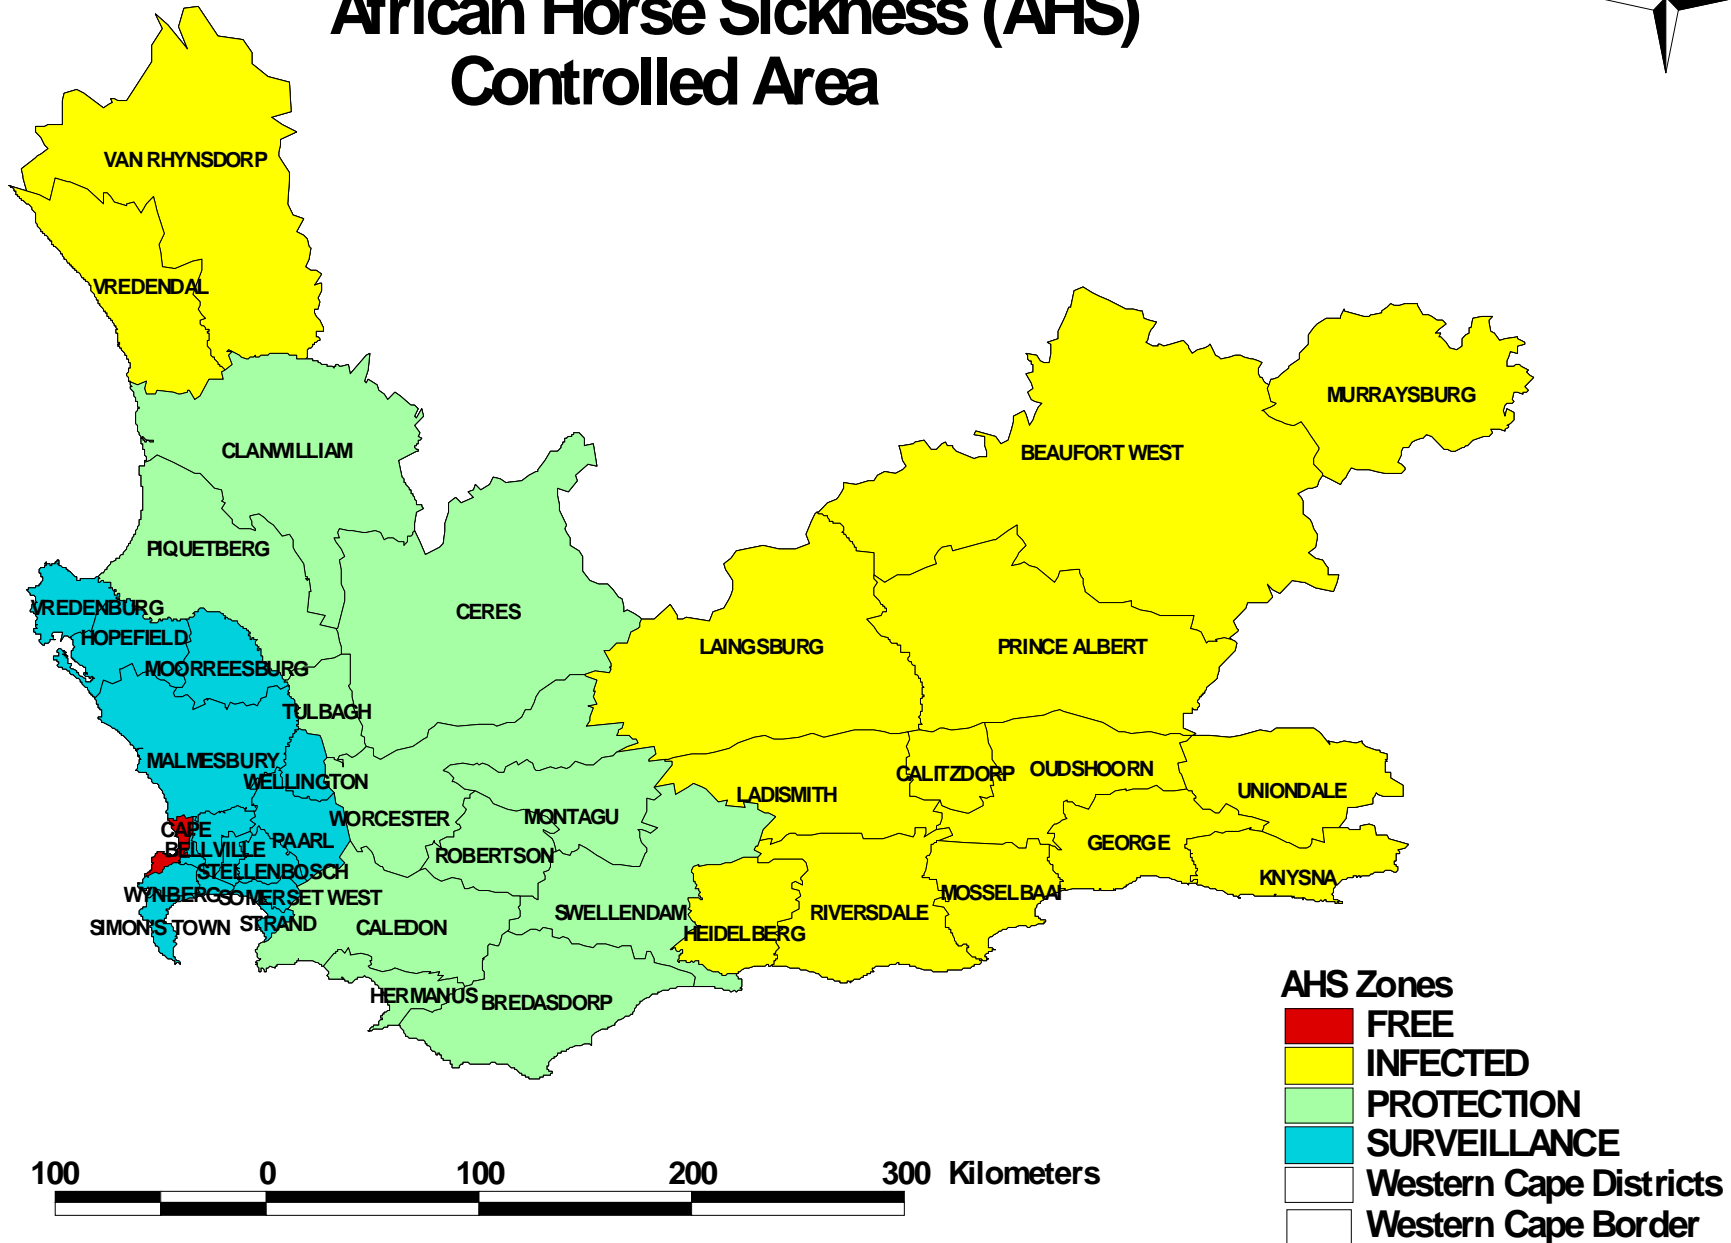 African Horse Sickness (AHS)
Controlled Area
VAN RHYNSDORP
VREDENDAL
MURRAYSBURG
CLANWILLIAM
BEAUFORT WEST
PIQUETBERG
VREDENBURG
CERES
HOPEFIELD
LAINGSBURG
PRINCE ALBERT
MOORREESBURG
TULBAGH
MALMESBURY
WELLINGTON
CALITZDORP
OUDSHOORN
LADISMITH
UNIONDALE
WORCESTER
MONTAGU
CAPE
PAARL
BELLVILLE
ROBERTSON
GEORGE
STELLENBOSCH
KNYSNA
WYNBERG
SOMERSET WEST
MOSSELBAAI
SIMON'S TOWN
STRAND
CALEDON
SWELLENDAM
RIVERSDALE
HEIDELBERG
HERMANUS
BREDASDORP
AHS Zones
FREE
INFECTED
PROTECTION
SURVEILLANCE
Western Cape Districts
Western Cape Border
100 0 100 200 300 Kilometers